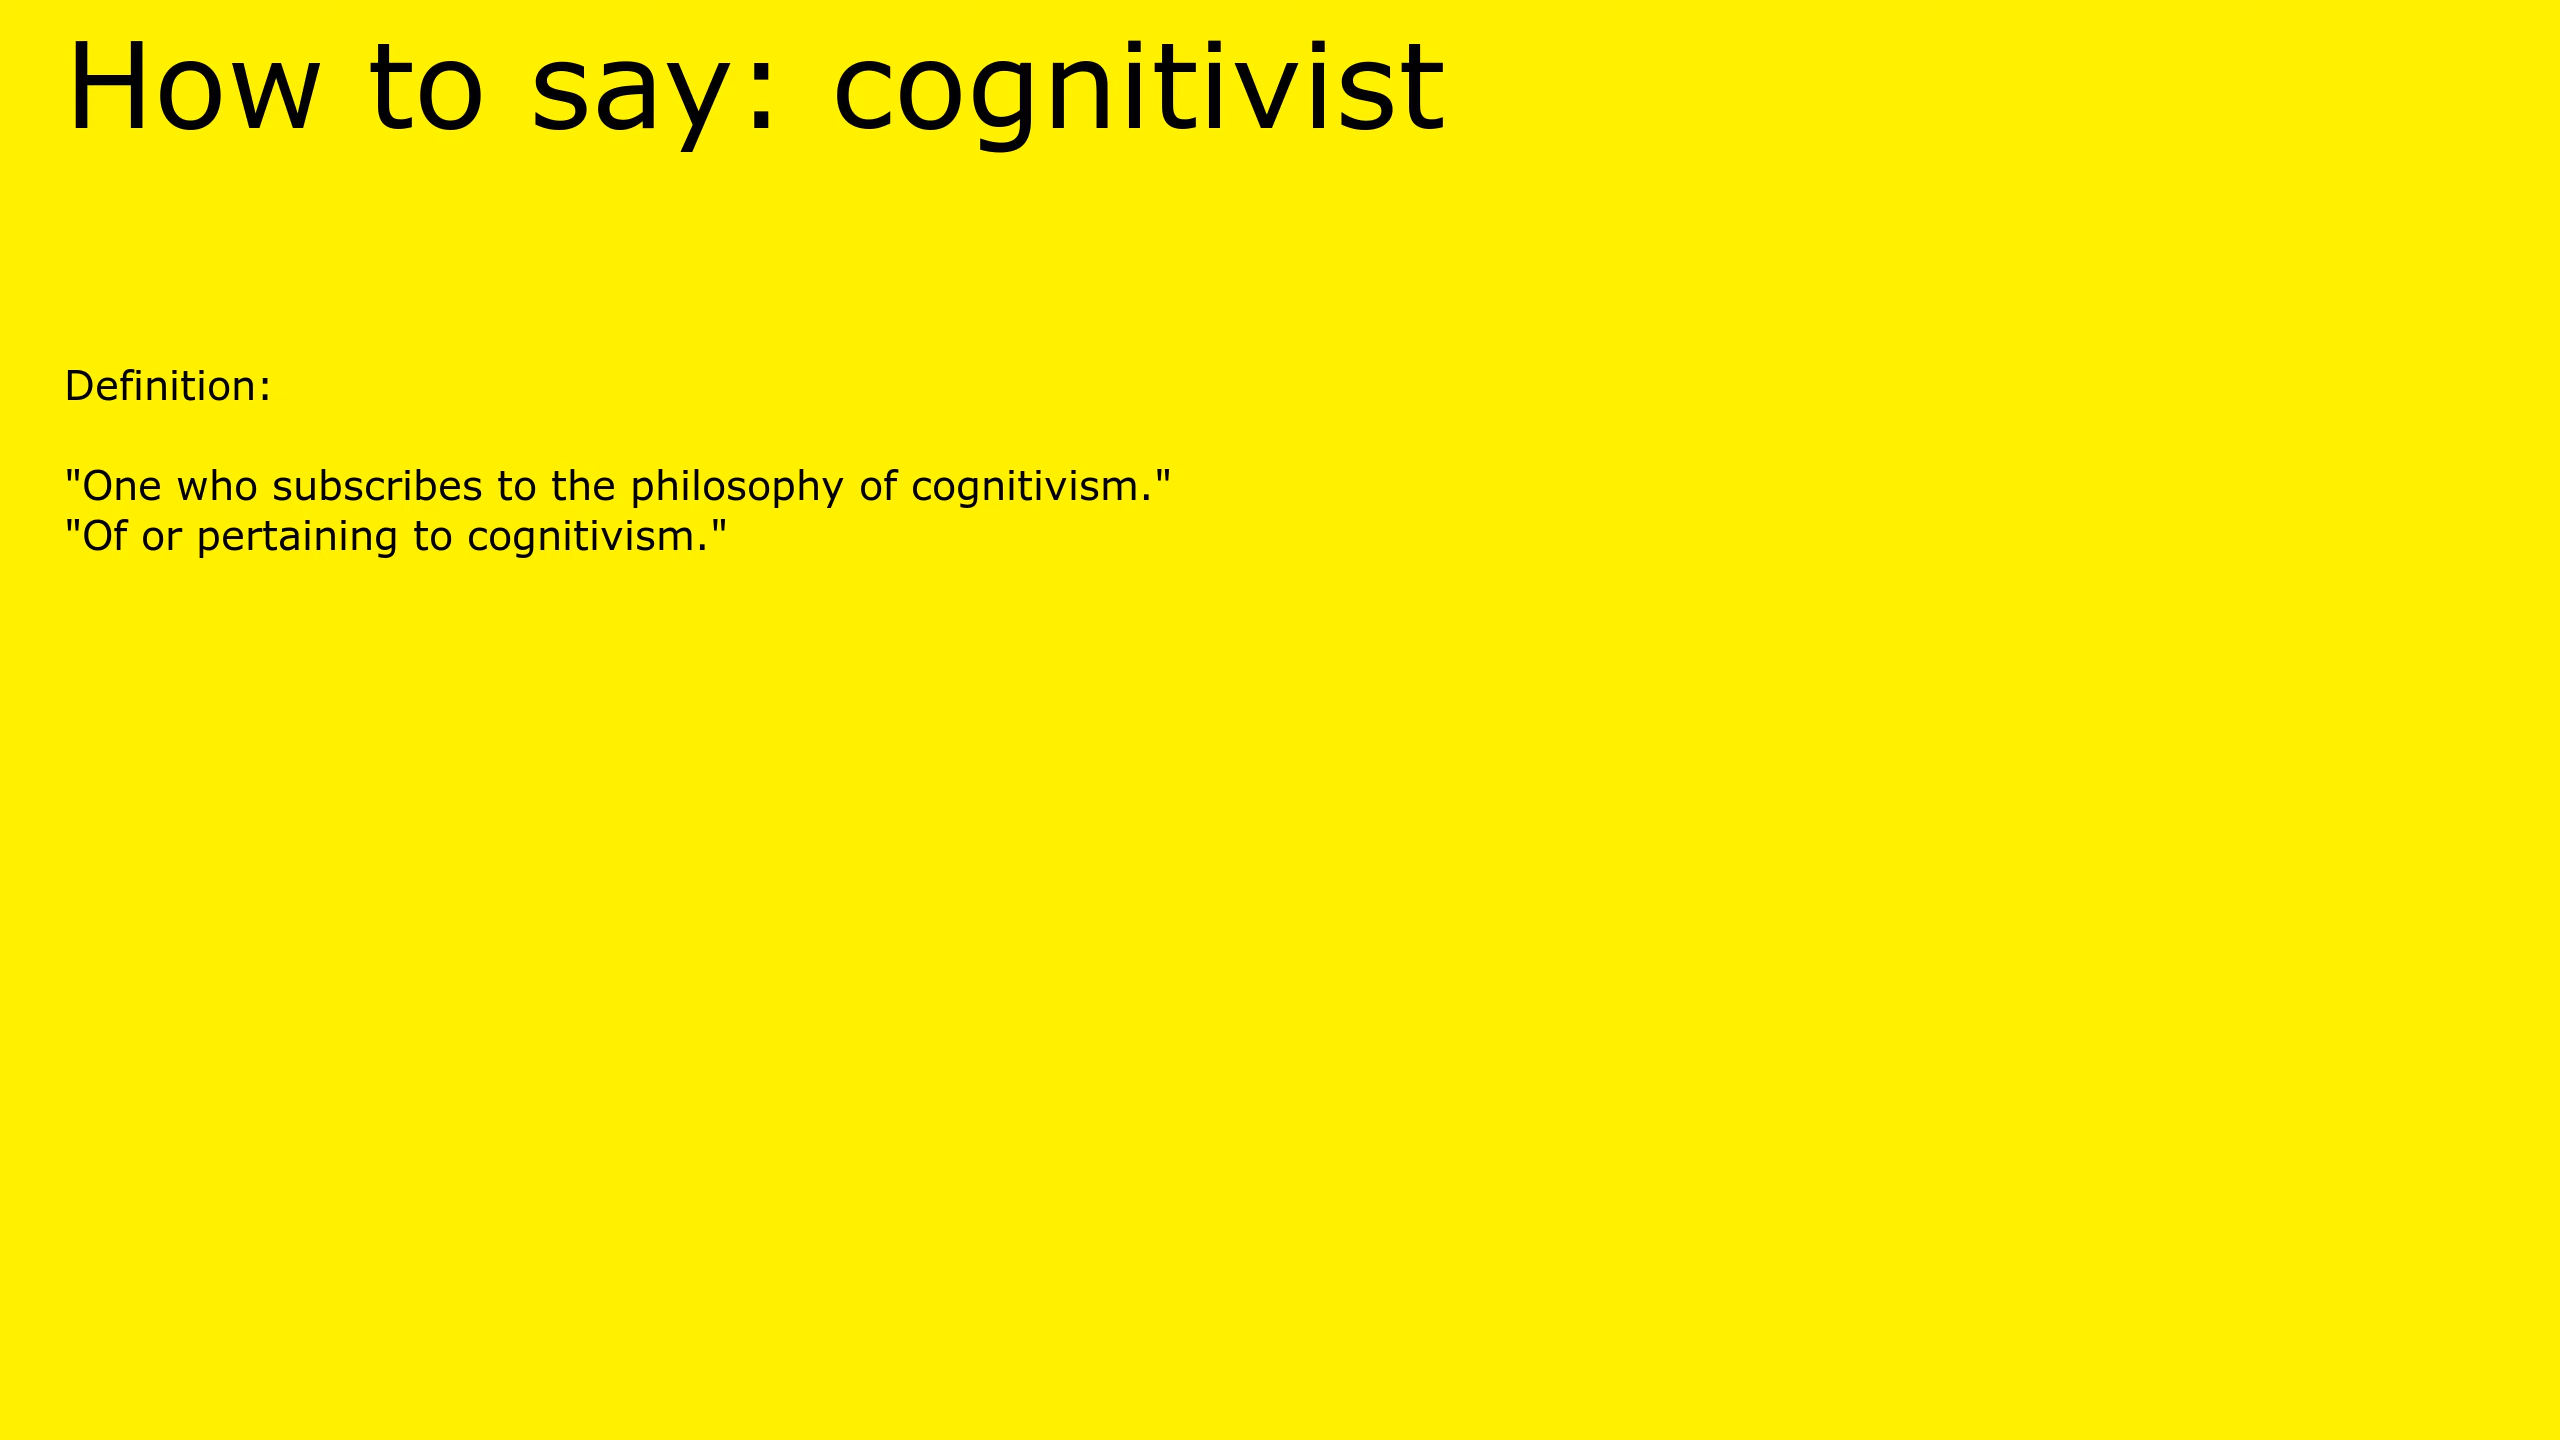 How to say: cognitivist
Definition:
"One who subscribes to the philosophy of cognitivism."
"Of or pertaining to cognitivism."